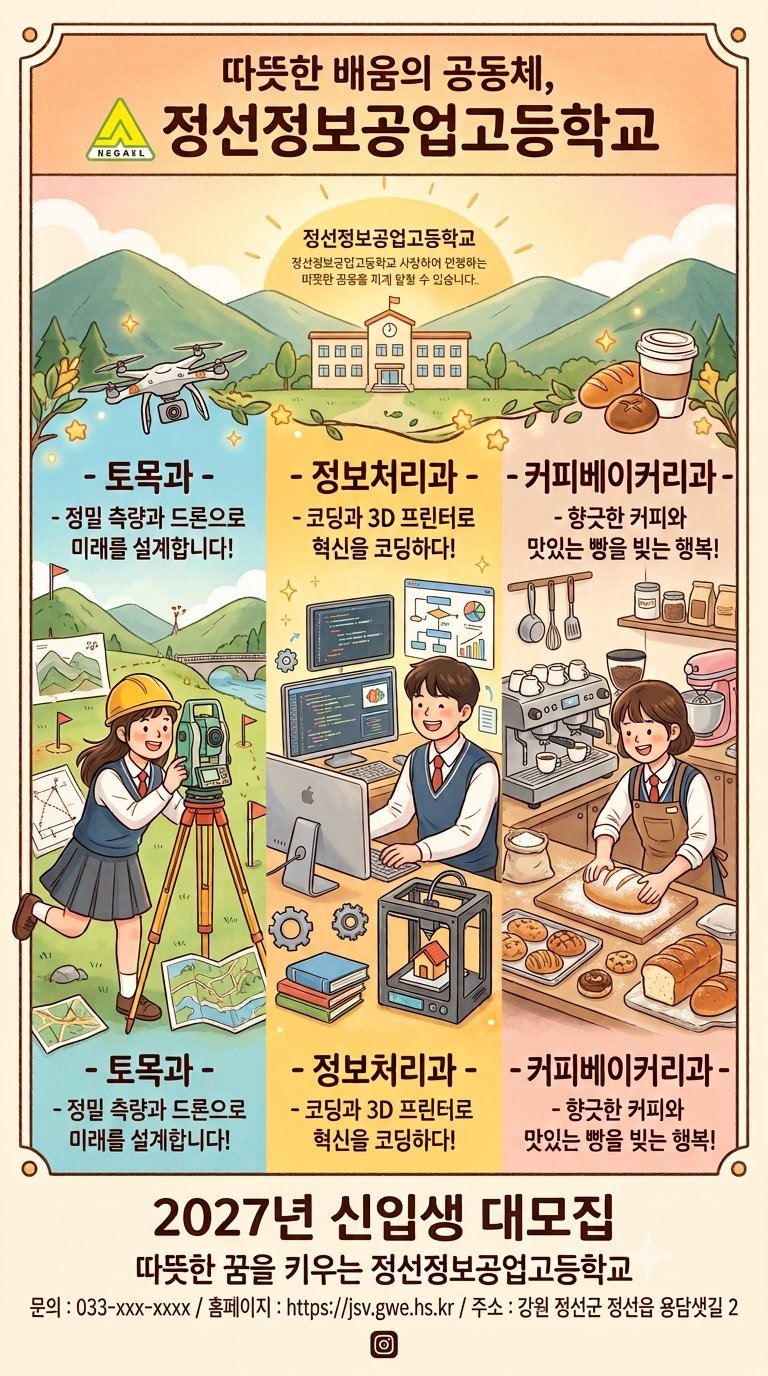 따뜻한 배움의 공동체,
정선정보공업고등학교
NEGA¥L
정선정보공업고등학교
- 토목과 -
- 정밀 측량과 드론으로
미래를 설계합니다!
- 정보처리과 -
- 코딩과 3D 프린터로
혁신을 코딩하다!
- 커피베이커리과 -
- 향긋한 커피와
맛있는 빵을 빚는 행복!
- 토목과 -
- 정밀 측량과 드론으로
미래를 설계합니다!
- 정보처리과 -
- 코딩과 3D 프린터로
혁신을 코딩하다!
- 커피베이커리과 -
- 향긋한 커피와
맛있는 빵을 빚는 행복!
2027년 신입생 대모집
따뜻한 꿈을 키우는 정선정보공업고등학교
문의 : 033-xxx-xxxx / 홈페이지 : https://jsv.gwe.hs.kr / 주소 : 강원 정선군 정선읍 용담샛길 2